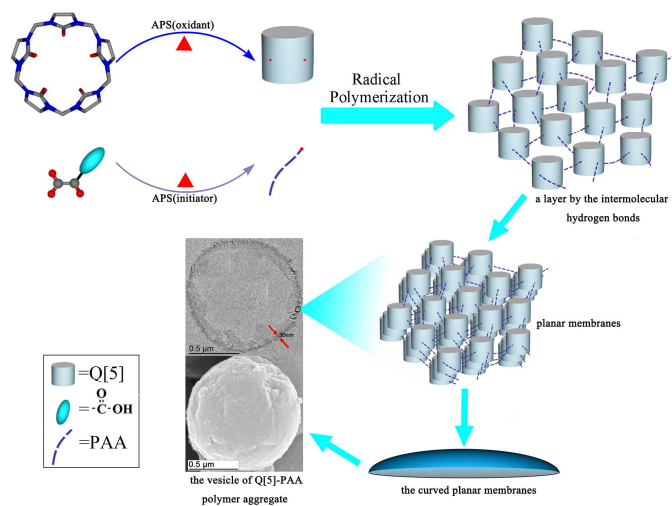 APS(oxidant)
Radical
Polymerization
APS(initiator)
a layer by the intermolecular
hydrogen bonds
30nm
0.5 μm
planar membranes
=Q[5]
O
=-C-OH
=PAA
0.5 μm
the vesicle of Q[5]-PAA
polymer aggregate
the curved planar membranes